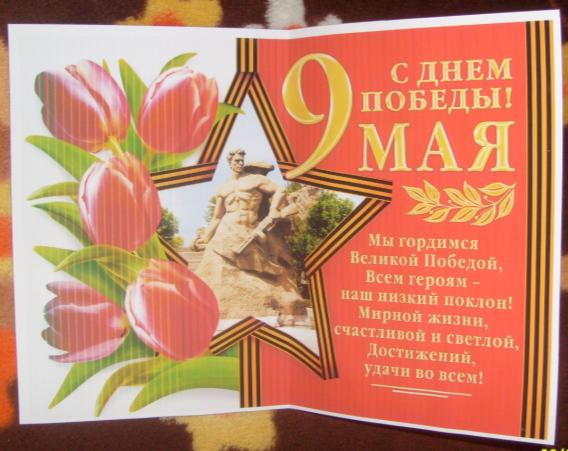 С ДНЕМ
ПОБЕДЫ!
9 МАЯ
Мы гордимся
Великой Победой,
Всем героям –
наш низкий поклон!
Мирной жизни,
счастливой и светлой,
Достижений,
удачи во всем!